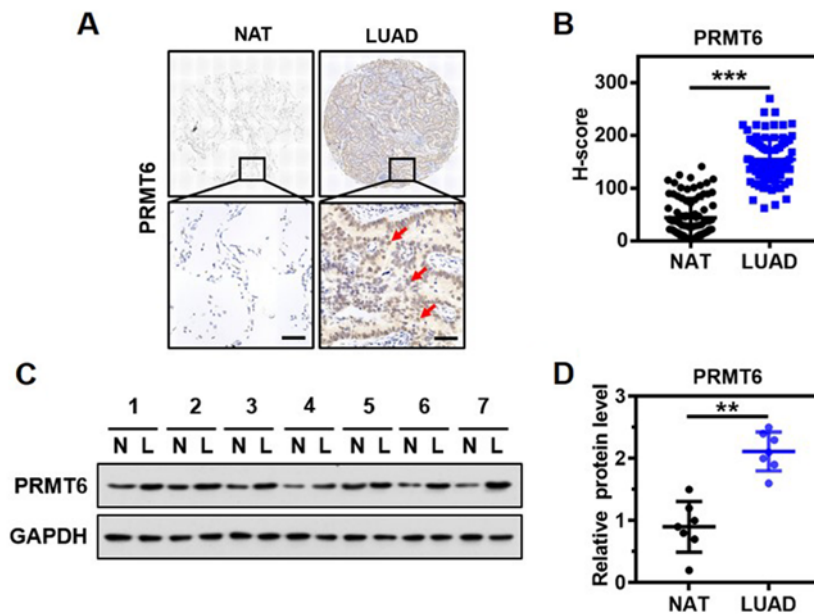 A
NAT
LUAD
PRMT6
B
PRMT6
***
300
200
100
0
H-score
NAT
LUAD
C
1 2 3 4 5 6 7
N L N L N L N L N L N L N L
PRMT6
GAPDH
D
PRMT6
**
3
2
1
0
Relative protein level
NAT
LUAD